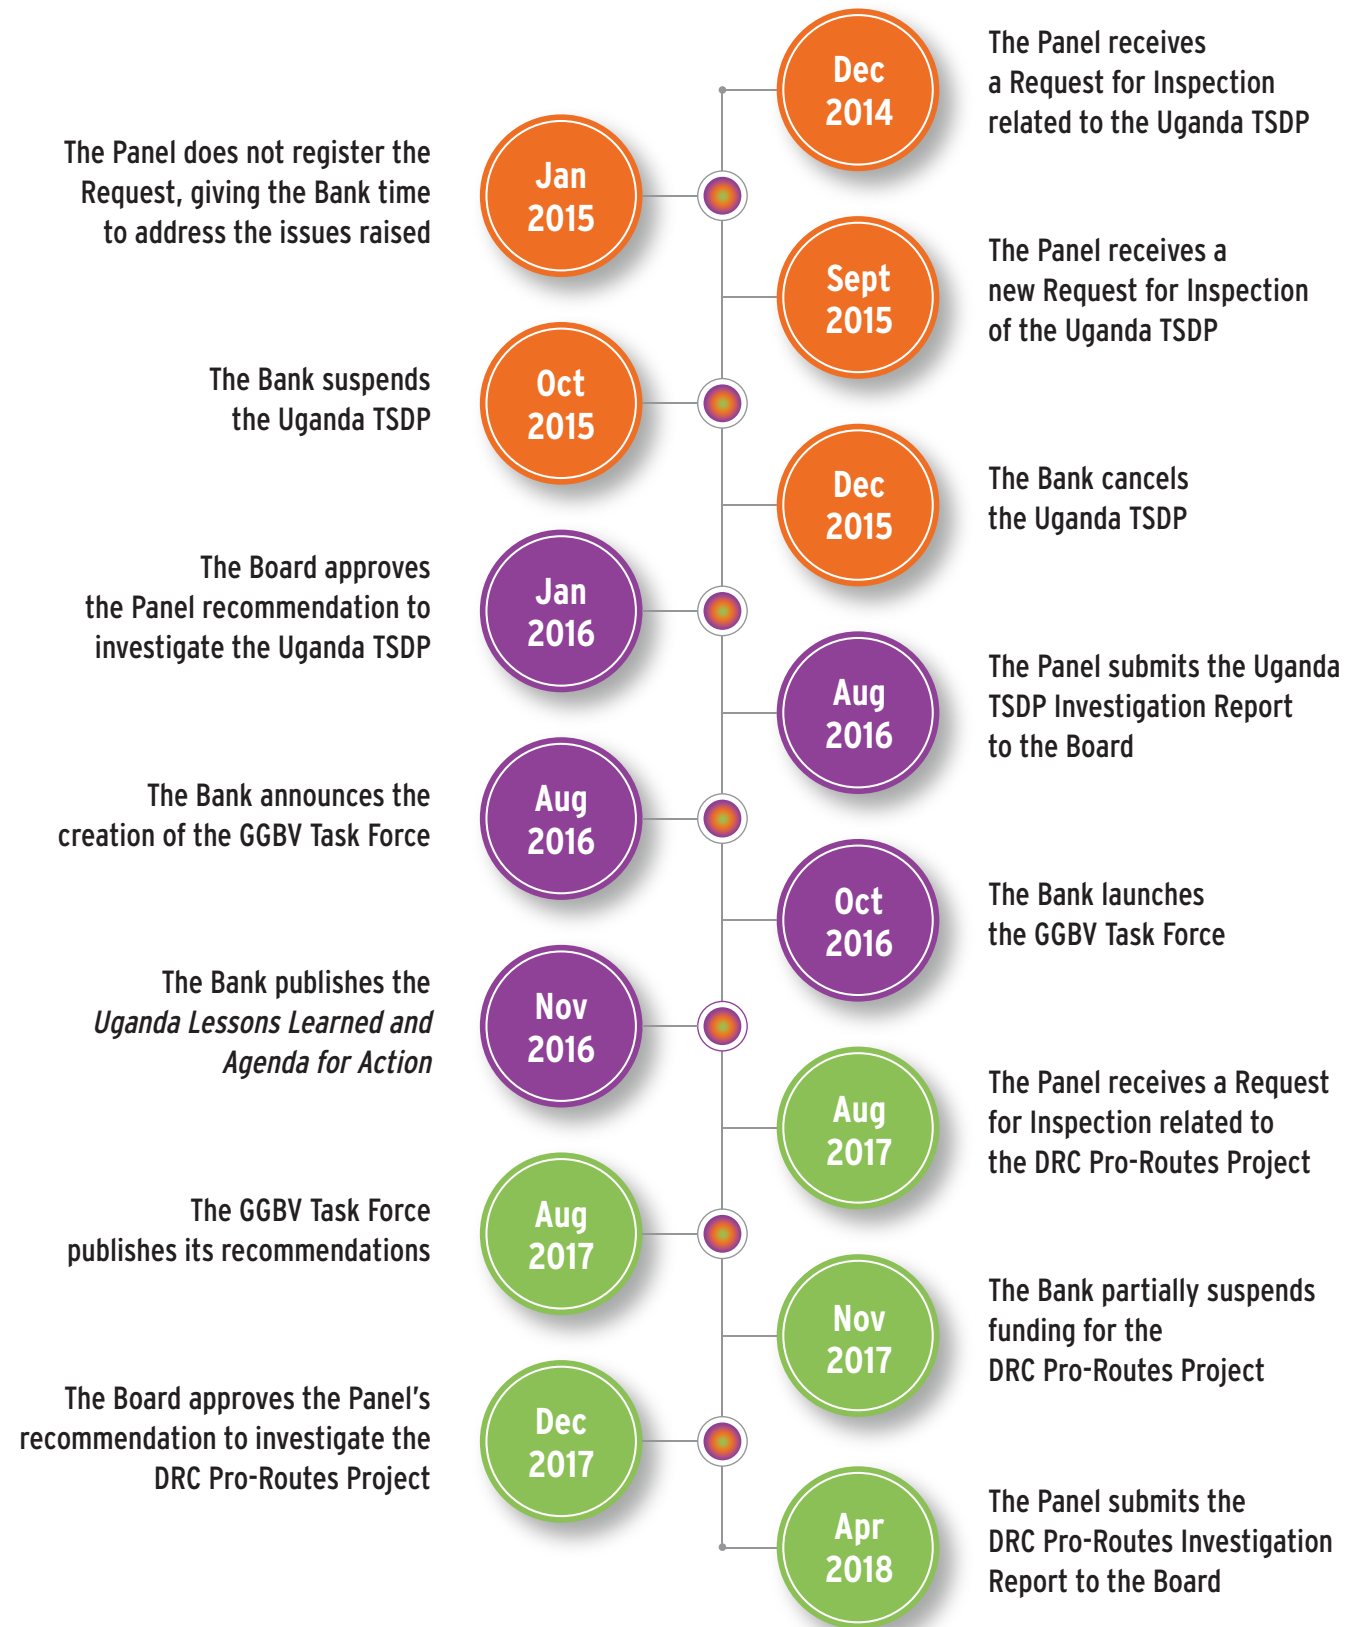 Dec
2014
The Panel receives
a Request for Inspection
related to the Uganda TSDP
The Panel does not register the
Request, giving the Bank time
to address the issues raised
Jan
2015
Sept
2015
The Panel receives a
new Request for Inspection
of the Uganda TSDP
The Bank suspends
the Uganda TSDP
Oct
2015
Dec
2015
The Bank cancels
the Uganda TSDP
The Board approves
the Panel recommendation to
investigate the Uganda TSDP
Jan
2016
Aug
2016
The Panel submits the Uganda
TSDP Investigation Report
to the Board
The Bank announces the
creation of the GGBV Task Force
Aug
2016
Oct
2016
The Bank launches
the GGBV Task Force
The Bank publishes the
Uganda Lessons Learned and
Agenda for Action
Nov
2016
Aug
2017
The Panel receives a Request
for Inspection related to
the DRC Pro-Routes Project
The GGBV Task Force
publishes its recommendations
Aug
2017
Nov
2017
The Bank partially suspends
funding for the
DRC Pro-Routes Project
The Board approves the Panel's
recommendation to investigate the
DRC Pro-Routes Project
Dec
2017
Apr
2018
The Panel submits the
DRC Pro-Routes Investigation
Report to the Board